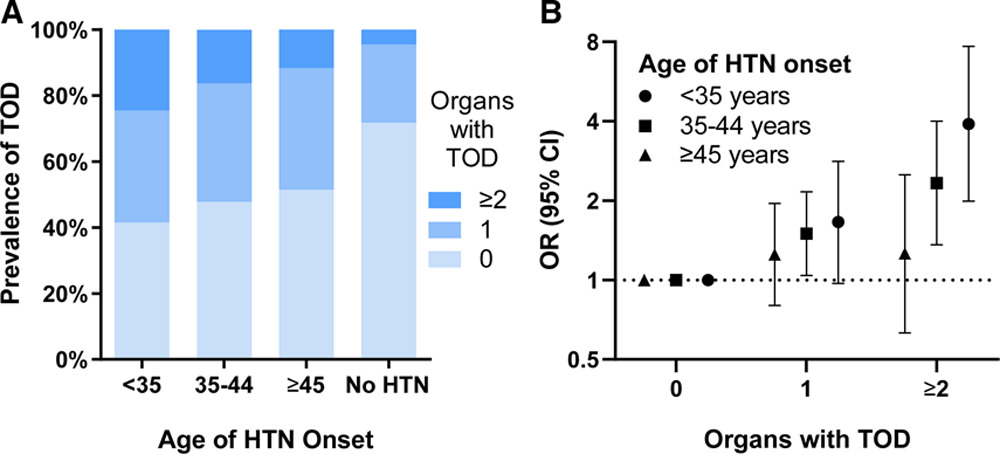 A
Prevalence of TOD
100%
80%
60%
40%
20%
0%
<35 35-44 ≥45 No HTN
Age of HTN Onset
Organs
with
TOD
≥2
1
0
B
OR (95% CI)
8
4
2
1
0.5
Age of HTN onset
<35 years
35-44 years
≥45 years
0 1 ≥2
Organs with TOD